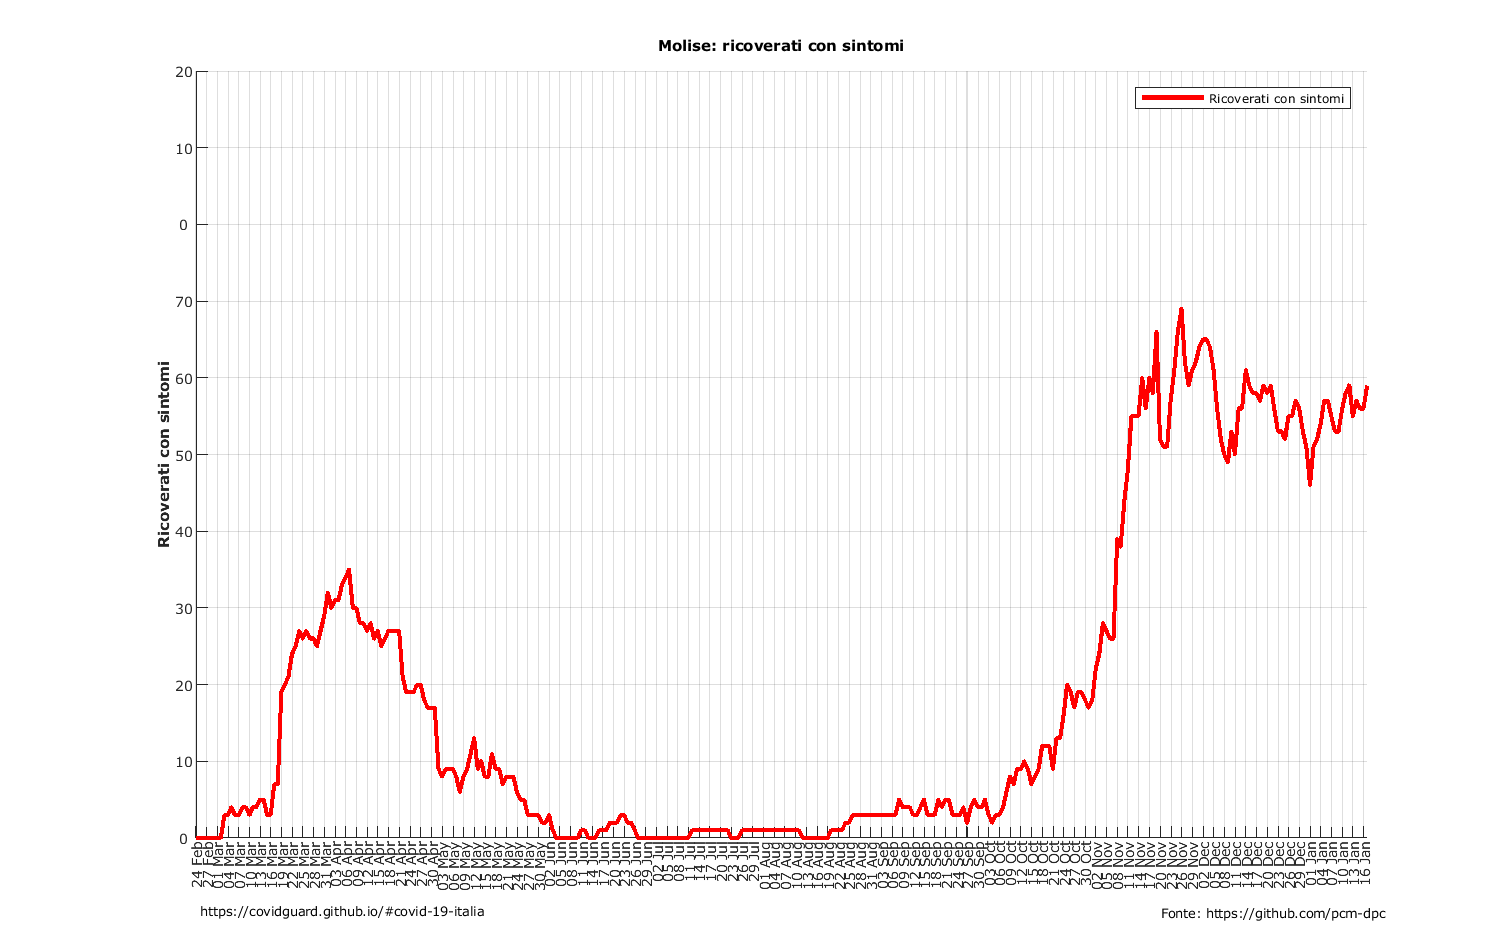 Molise: ricoverati con sintomi
Ricoverati con sintomi
Ricoverati con sintomi
20
10
0
70
60
50
40
30
20
10
0
24 Feb
27 Feb
01 Mar
04 Mar
07 Mar
10 Mar
13 Mar
16 Mar
19 Mar
22 Mar
25 Mar
28 Mar
31 Mar
03 Apr
06 Apr
09 Apr
12 Apr
15 Apr
18 Apr
21 Apr
24 Apr
27 Apr
30 Apr
03 May
06 May
09 May
12 May
15 May
18 May
21 May
24 May
27 May
30 May
02 Jun
05 Jun
08 Jun
11 Jun
14 Jun
17 Jun
20 Jun
23 Jun
26 Jun
29 Jun
02 Jul
05 Jul
08 Jul
11 Jul
14 Jul
17 Jul
20 Jul
23 Jul
26 Jul
29 Jul
01 Aug
04 Aug
07 Aug
10 Aug
13 Aug
16 Aug
19 Aug
22 Aug
25 Aug
28 Aug
31 Aug
03 Sep
06 Sep
09 Sep
12 Sep
15 Sep
18 Sep
21 Sep
24 Sep
27 Sep
30 Sep
03 Oct
06 Oct
09 Oct
12 Oct
15 Oct
18 Oct
21 Oct
24 Oct
27 Oct
30 Oct
02 Nov
05 Nov
08 Nov
11 Nov
14 Nov
17 Nov
20 Nov
23 Nov
26 Nov
29 Nov
02 Dec
05 Dec
08 Dec
11 Dec
14 Dec
17 Dec
20 Dec
23 Dec
26 Dec
29 Dec
01 Jan
04 Jan
07 Jan
10 Jan
13 Jan
16 Jan
https://covidguard.github.io/#covid-19-italia
Fonte: https://github.com/pcm-dpc